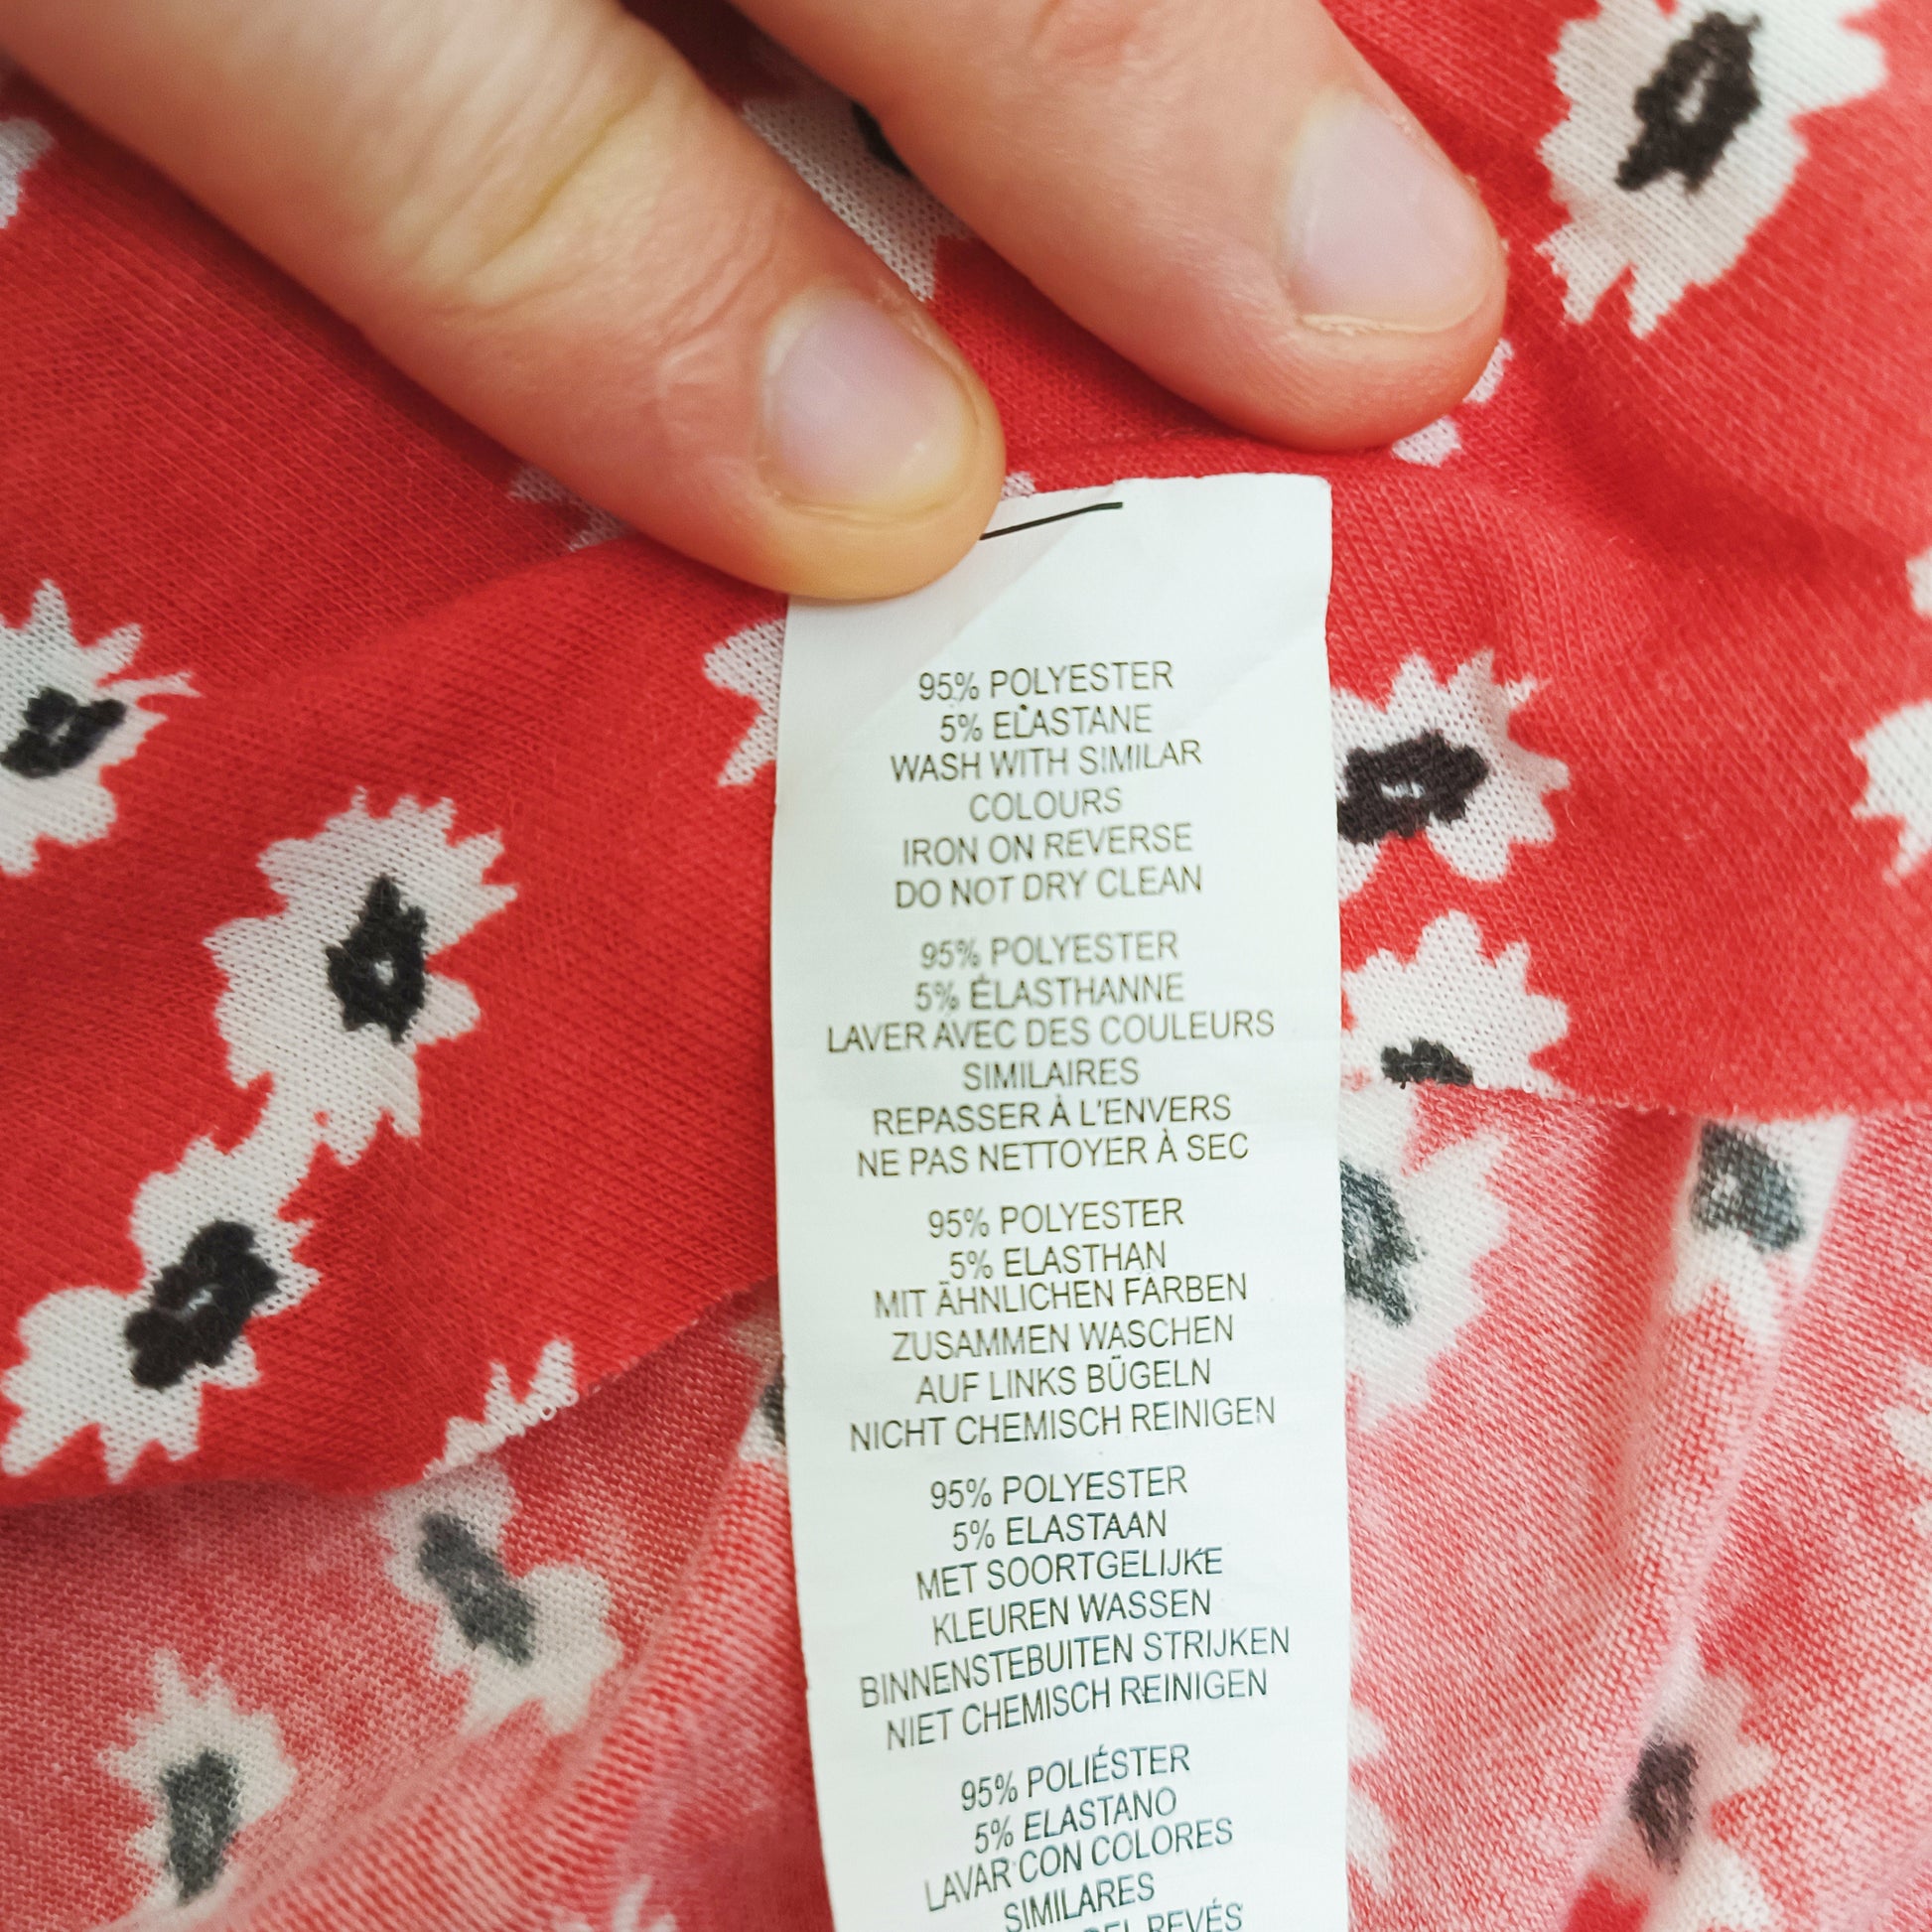 95% POLYESTER
5% ELASTANE
WASH WITH SIMILAR
COLOURS
IRON ON REVERSE
DO NOT DRY CLEAN
95% POLYESTER
5% ÉLASTHANNE
LAVER AVEC DES COULEURS
SIMILAIRES
REPASSER À L'ENVERS
NE PAS NETTOYER À SEC
95% POLYESTER
5% ELASTHAN
MIT ÄHNLICHEN FARBEN
ZUSAMMEN WASCHEN
AUF LINKS BÜGELN
NICHT CHEMISCH REINIGEN
95% POLYESTER
5% ELASTAAN
MET SOORTGELIJKE
KLEUREN WASSEN
BINNENSTEBUITEN STRIJKEN
NIET CHEMISCH REINIGEN
95% POLIÉSTER
5% ELASTANO
LAVAR CON COLORES
SIMILARES
DEL REVÉS